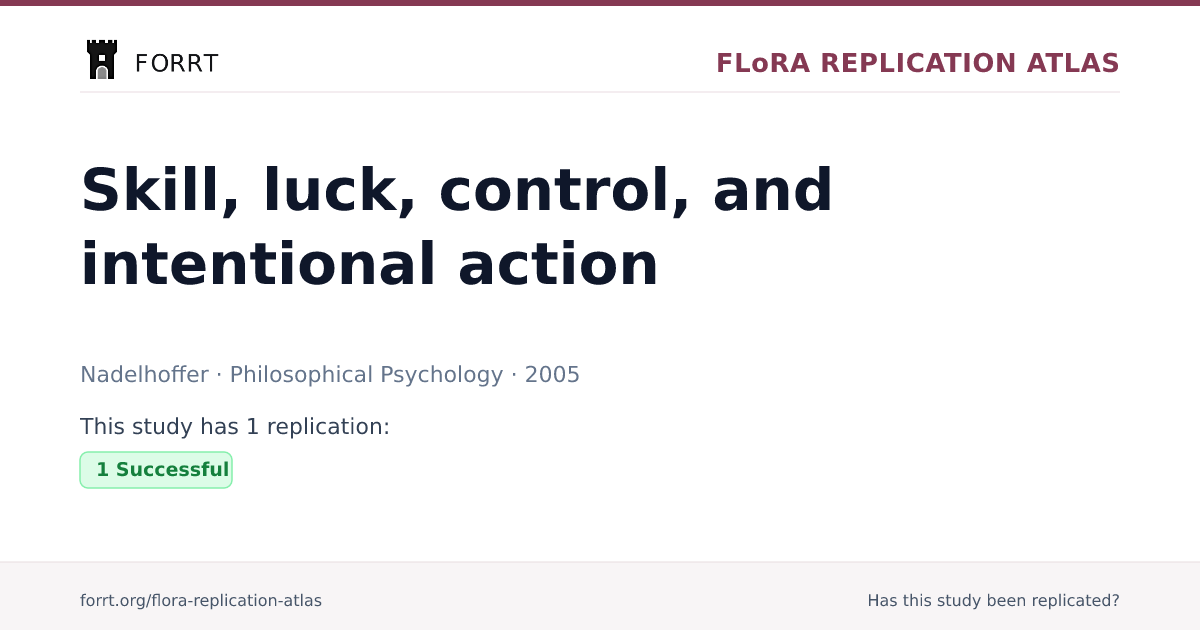 FORRT
FLoRA REPLICATION ATLAS
Skill, luck, control, and
intentional action
Nadelhoffer · Philosophical Psychology · 2005
This study has 1 replication:
1 Successful
forrt.org/flora-replication-atlas
Has this study been replicated?